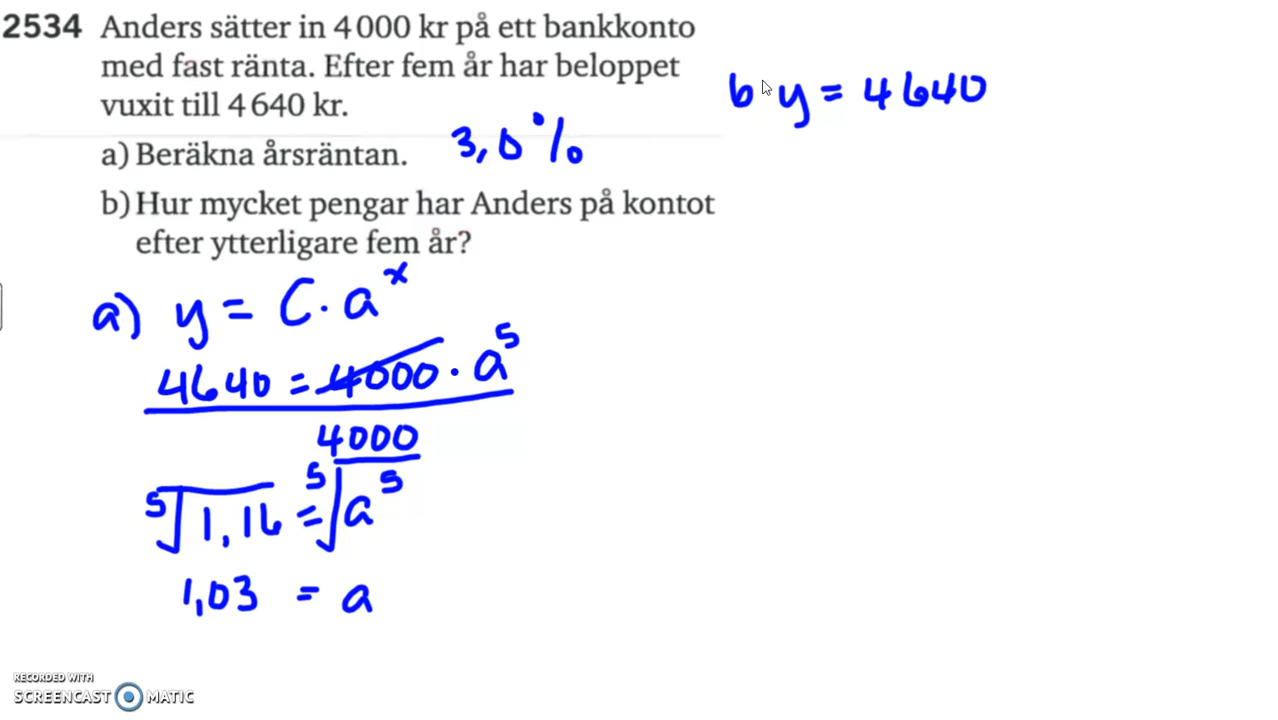 2534 Anders sätter in 4 000 kr på ett bankkonto
med fast ränta. Efter fem år har beloppet
vuxit till 4 640 kr.
a) Beräkna årsräntan. 3,0 %
b) Hur mycket pengar har Anders på kontot
efter ytterligare fem år?
a) y = C · a^x
4640 = 4000 · a^5
4000
5√1,16 = 5√a^5
1,03 = a
b y = 4640
RECORDED WITH
SCREENCAST MATIC